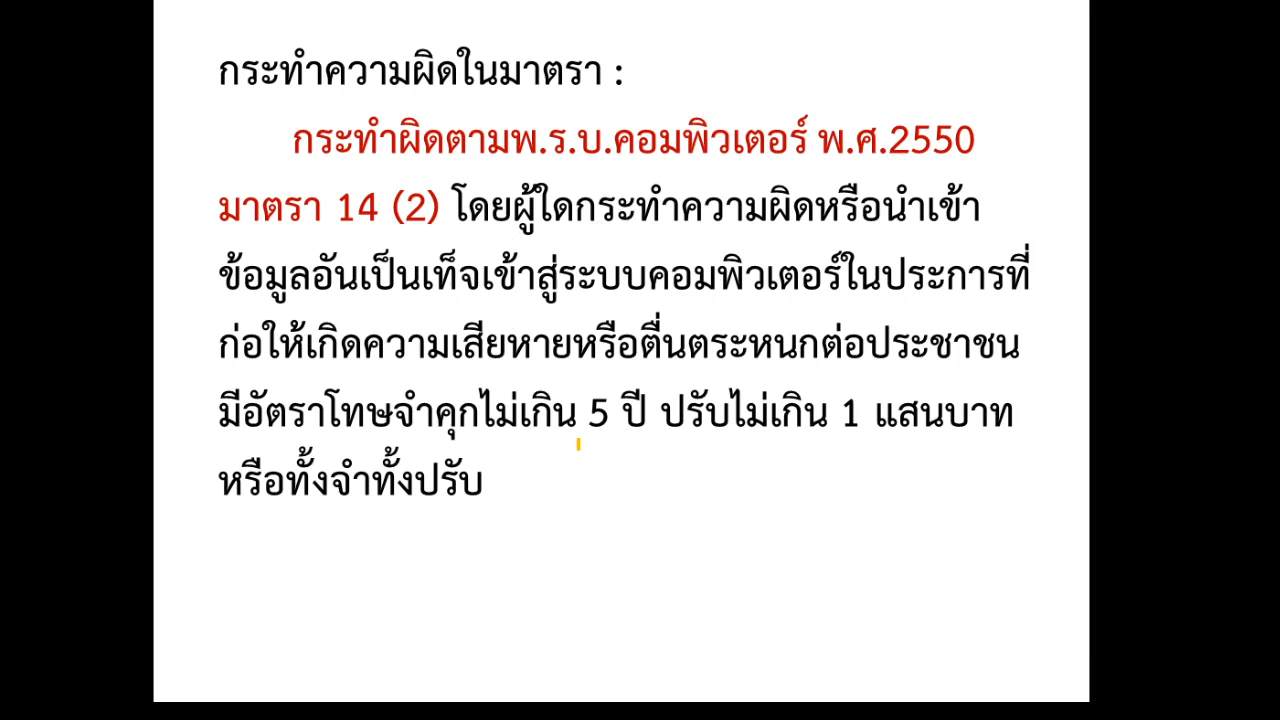 กระทำความผิดในมาตรา :
กระทำผิดตามพ.ร.บ.คอมพิวเตอร์ พ.ศ.2550
มาตรา 14 (2) โดยผู้ใดกระทำความผิดหรือนำเข้า
ข้อมูลอันเป็นเท็จเข้าสู่ระบบคอมพิวเตอร์ในประการที่
ก่อให้เกิดความเสียหายหรือตื่นตระหนกต่อประชาชน
มีอัตราโทษจำคุกไม่เกิน 5 ปี ปรับไม่เกิน 1 แสนบาท
หรือทั้งจำทั้งปรับ